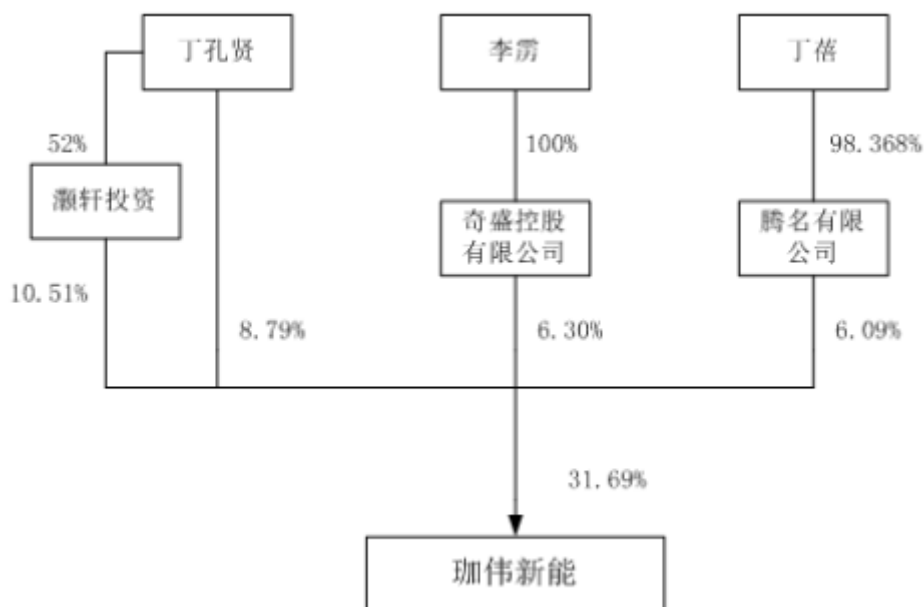 丁孔贤
李雳
丁蓓
52%
100%
98.368%
灏轩投资
奇盛控股
有限公司
腾名有限
公司
10.51%
8.79%
6.30%
6.09%
31.69%
珈伟新能